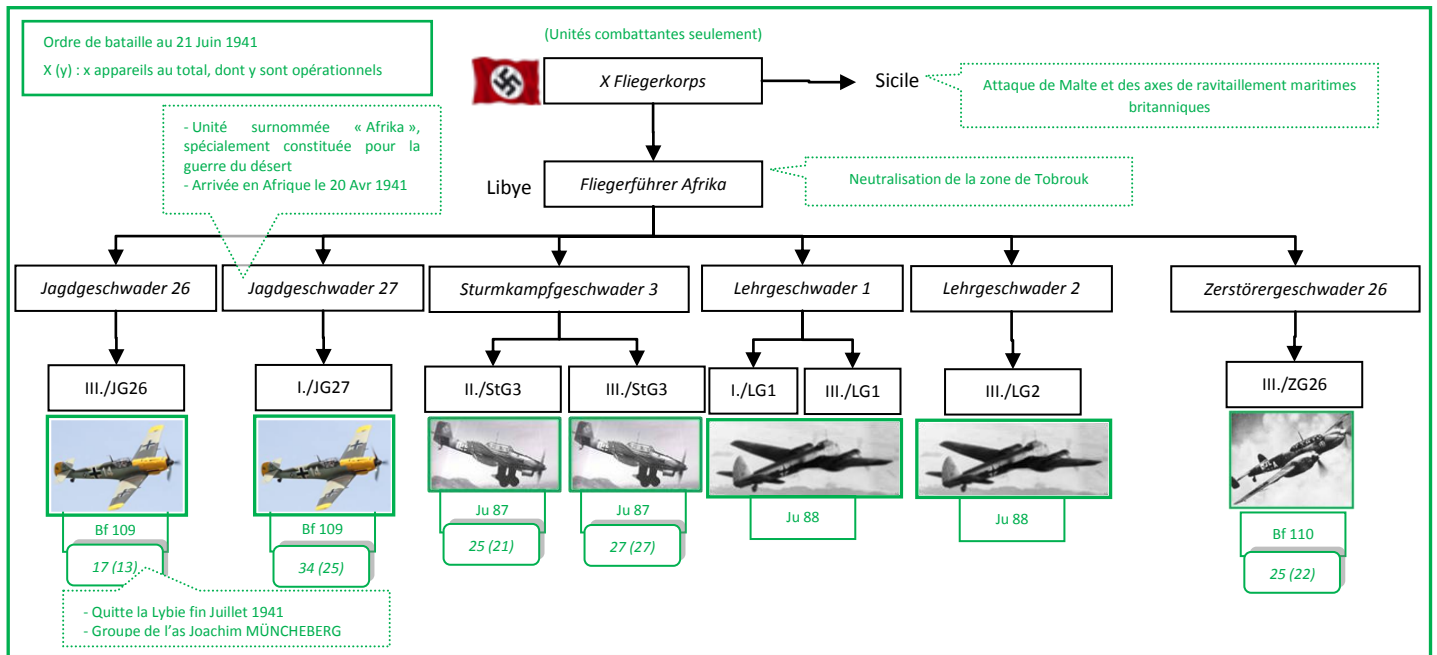 Ordre de bataille au 21 Juin 1941
X (y) : x appareils au total, dont y sont opérationnels
(Unités combattantes seulement)
X Fliegerkorps
Sicile
Attaque de Malte et des axes de ravitaillement maritimes
britanniques
- Unité surnommée « Afrika »,
spécialement constituée pour la
guerre du désert
- Arrivée en Afrique le 20 Avr 1941
Libye
Fliegerführer Afrika
Neutralisation de la zone de Tobrouk
Jagdgeschwader 26
Jagdgeschwader 27
Sturmkampfgeschwader 3
Lehrgeschwader 1
Lehrgeschwader 2
Zerstörergeschwader 26
III./JG26
I./JG27
II./StG3
III./StG3
I./LG1
III./LG1
III./LG2
III./ZG26
Bf 109
Bf 109
Ju 87
Ju 87
Ju 88
Ju 88
Bf 110
17 (13)
34 (25)
25 (21)
27 (27)
25 (22)
- Quitte la Lybie fin Juillet 1941
- Groupe de l'as Joachim MÜNCHEBERG